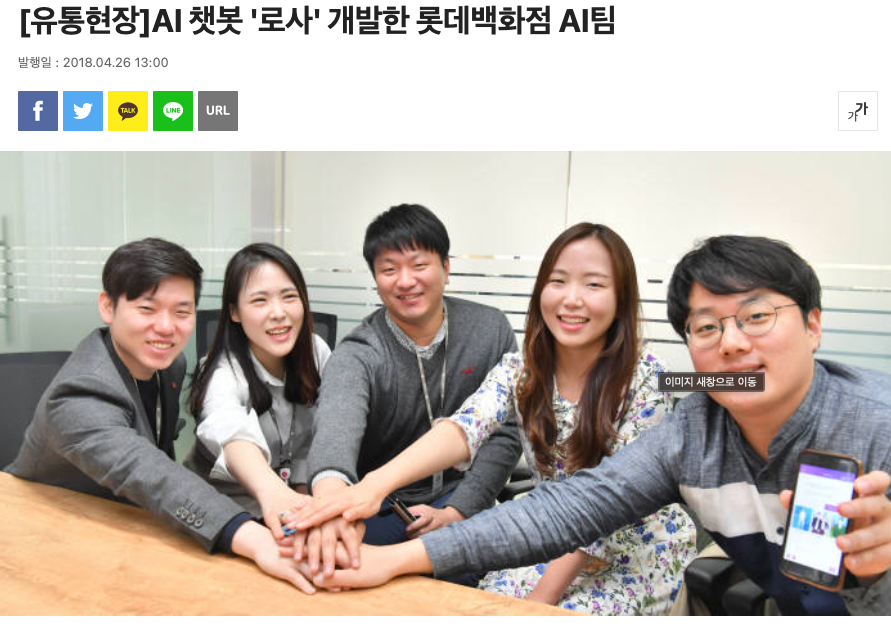 [유통현장]AI 챗봇 '로사' 개발한 롯데백화점 AI팀
발행일 : 2018.04.26 13:00
f
TALK
LINE
URL
가가
이미지 새창으로 이동